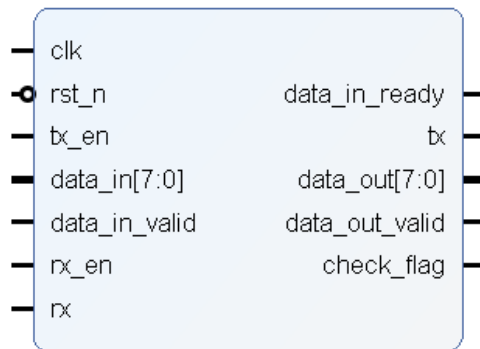 clk
rst_n
tx_en
data_in[7:0]
data_in_valid
rx_en
rx
data_in_ready
tx
data_out[7:0]
data_out_valid
check_flag